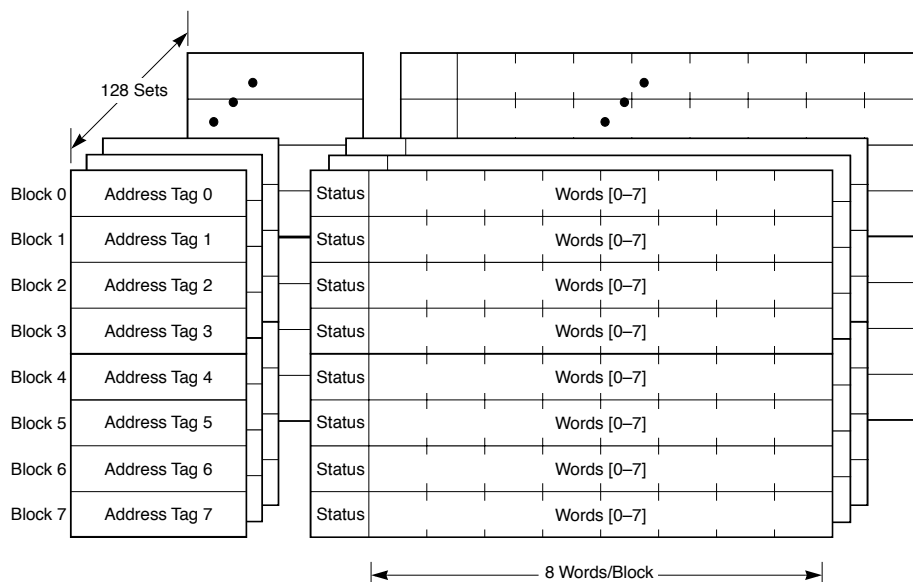 128 Sets
Block 0 Address Tag 0 Status Words [0–7]
Block 1 Address Tag 1 Status Words [0–7]
Block 2 Address Tag 2 Status Words [0–7]
Block 3 Address Tag 3 Status Words [0–7]
Block 4 Address Tag 4 Status Words [0–7]
Block 5 Address Tag 5 Status Words [0–7]
Block 6 Address Tag 6 Status Words [0–7]
Block 7 Address Tag 7 Status Words [0–7]
8 Words/Block